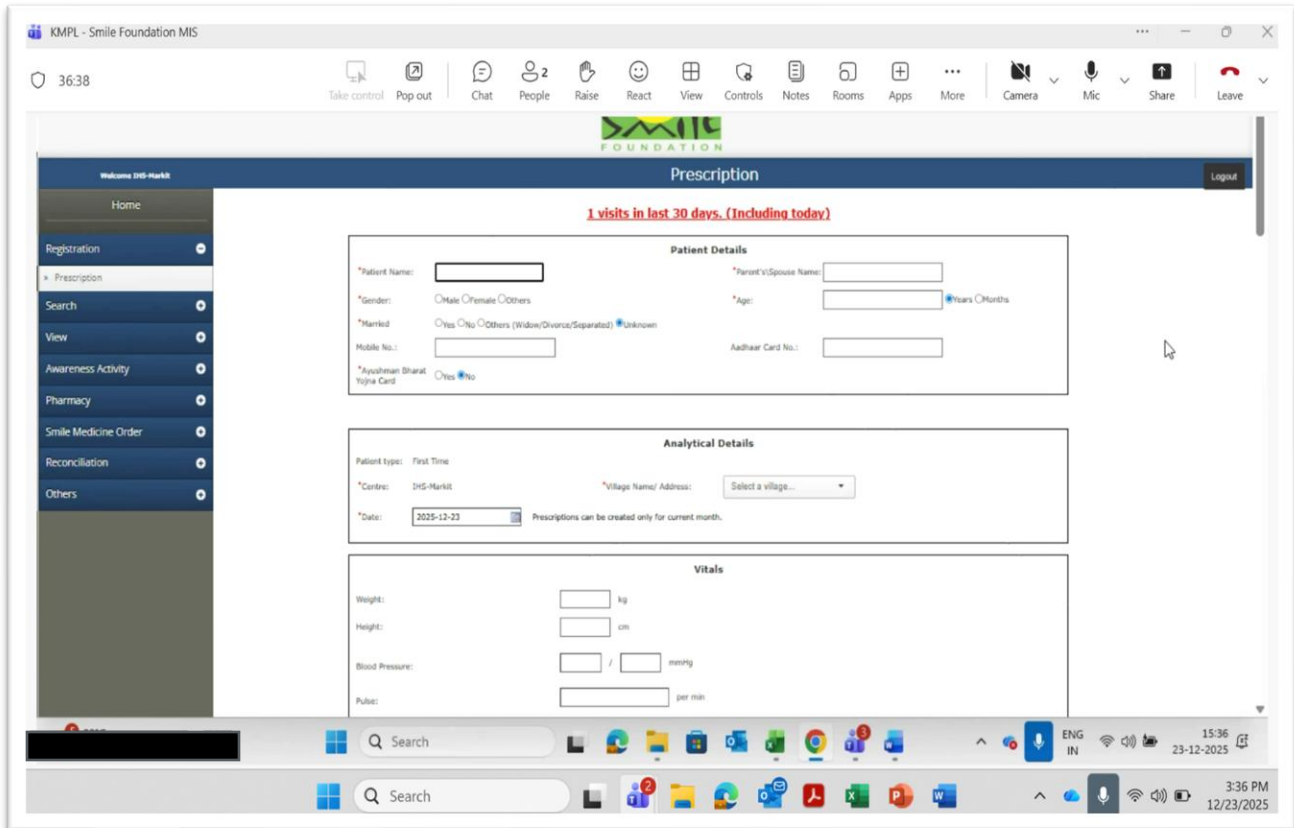 KMPL - Smile Foundation MIS
36:38
Take control Pop out Chat People 2 Raise React View Controls Notes Rooms Apps More Camera Mic Share Leave
FOUNDATION
Welcome IHS-Markit
Prescription
Logout
Home
1 visits in last 30 days. (Including today)
Registration
Patient Details
» Prescription
*Patient Name: *Parent's\Spouse Name:
Search
*Gender: Male Female Others *Age: Years Months
*Married Yes No Others (Widow/Divorce/Separated) Unknown
View
Mobile No.: Aadhaar Card No.:
Awareness Activity
*Ayushman Bharat Yojna Card Yes No
Pharmacy
Smile Medicine Order
Analytical Details
Reconciliation
Patient type: First Time
*Centre: IHS-Markit *Village Name/ Address: Select a village...
Others
*Date: 2025-12-23 Prescriptions can be created only for current month.
Vitals
Weight: kg
Height: cm
Blood Pressure: / mmHg
Pulse: per min
Search 3 ENG IN 15:36 23-12-2025
Search 2 3:36 PM 12/23/2025